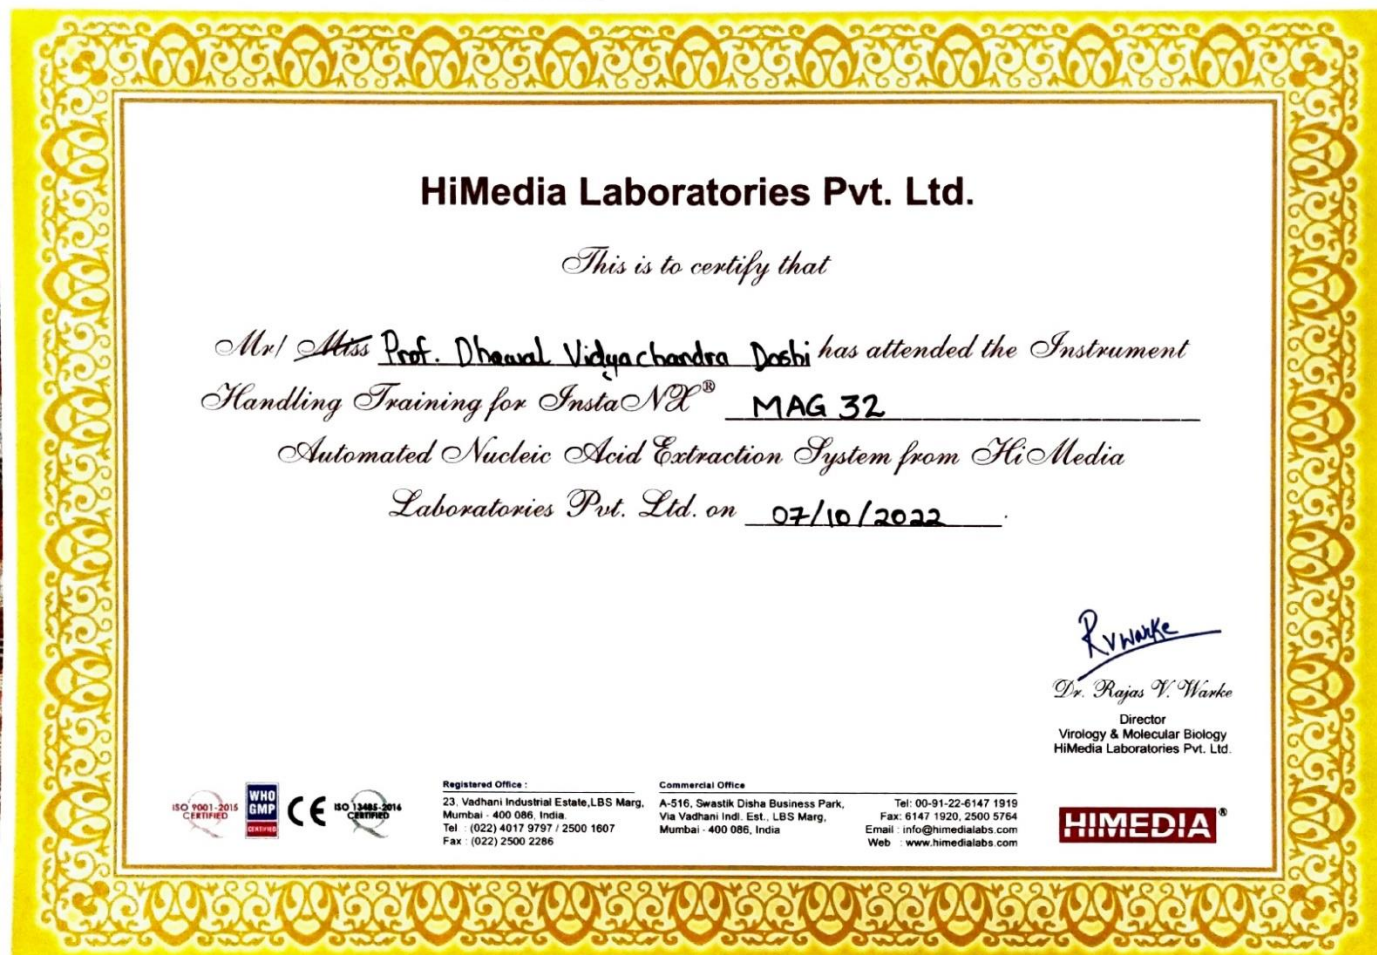 HiMedia Laboratories Pvt. Ltd.
This is to certify that
Mr/ Miss Prof. Dhawal Vidyachandra Doshi has attended the Instrument
Handling Training for InstaNX® MAG 32
Automated Nucleic Acid Extraction System from HiMedia
Laboratories Pvt. Ltd. on 07/10/2022.
RVWarke
Dr. Rajas V. Warke
Director
Virology & Molecular Biology
HiMedia Laboratories Pvt. Ltd.
ISO 9001-2015
CERTIFIED
WHO
GMP
CERTIFIED
CE
ISO 13485-2016
CERTIFIED
Registered Office :
23, Vadhani Industrial Estate,LBS Marg,
Mumbai - 400 086, India.
Tel : (022) 4017 9797 / 2500 1607
Fax : (022) 2500 2286
Commercial Office
A-516, Swastik Disha Business Park,
Via Vadhani Indl. Est., LBS Marg,
Mumbai - 400 086, India
Tel: 00-91-22-6147 1919
Fax: 6147 1920, 2500 5764
Email : info@himedialabs.com
Web : www.himedialabs.com
HIMEDIA®